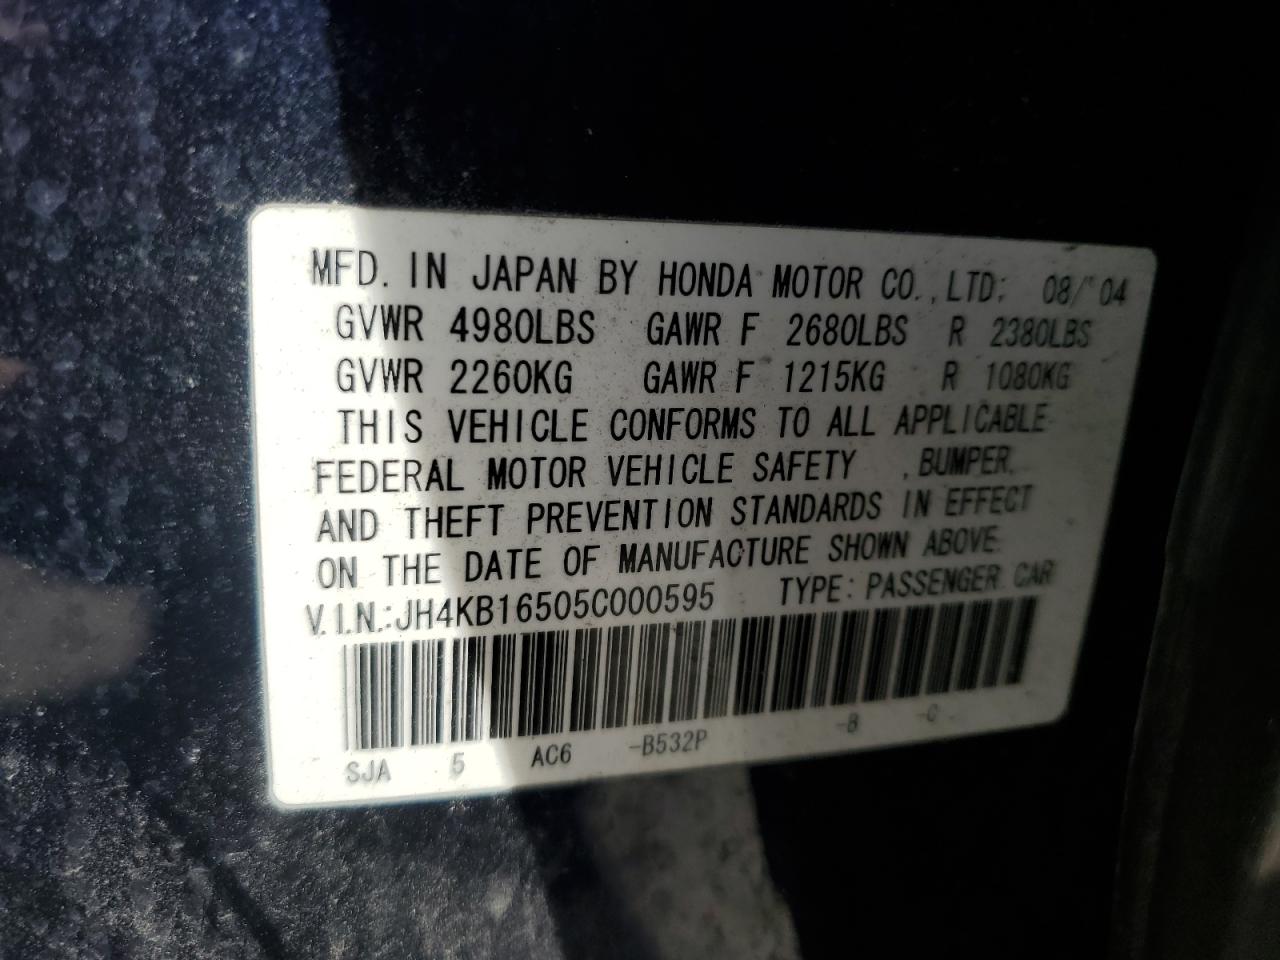 MFD. IN JAPAN BY HONDA MOTOR CO., LTD. 08/'04
GVWR 4980LBS GAWR F 2680LBS R 2380LBS
GVWR 2260KG GAWR F 1215KG R 1080KG
THIS VEHICLE CONFORMS TO ALL APPLICABLE
FEDERAL MOTOR VEHICLE SAFETY , BUMPER,
AND THEFT PREVENTION STANDARDS IN EFFECT
ON THE DATE OF MANUFACTURE SHOWN ABOVE.
V.I.N.:JH4KB16505C000595 TYPE: PASSENGER CAR
SJA 5 AC6 -B532P -B -C